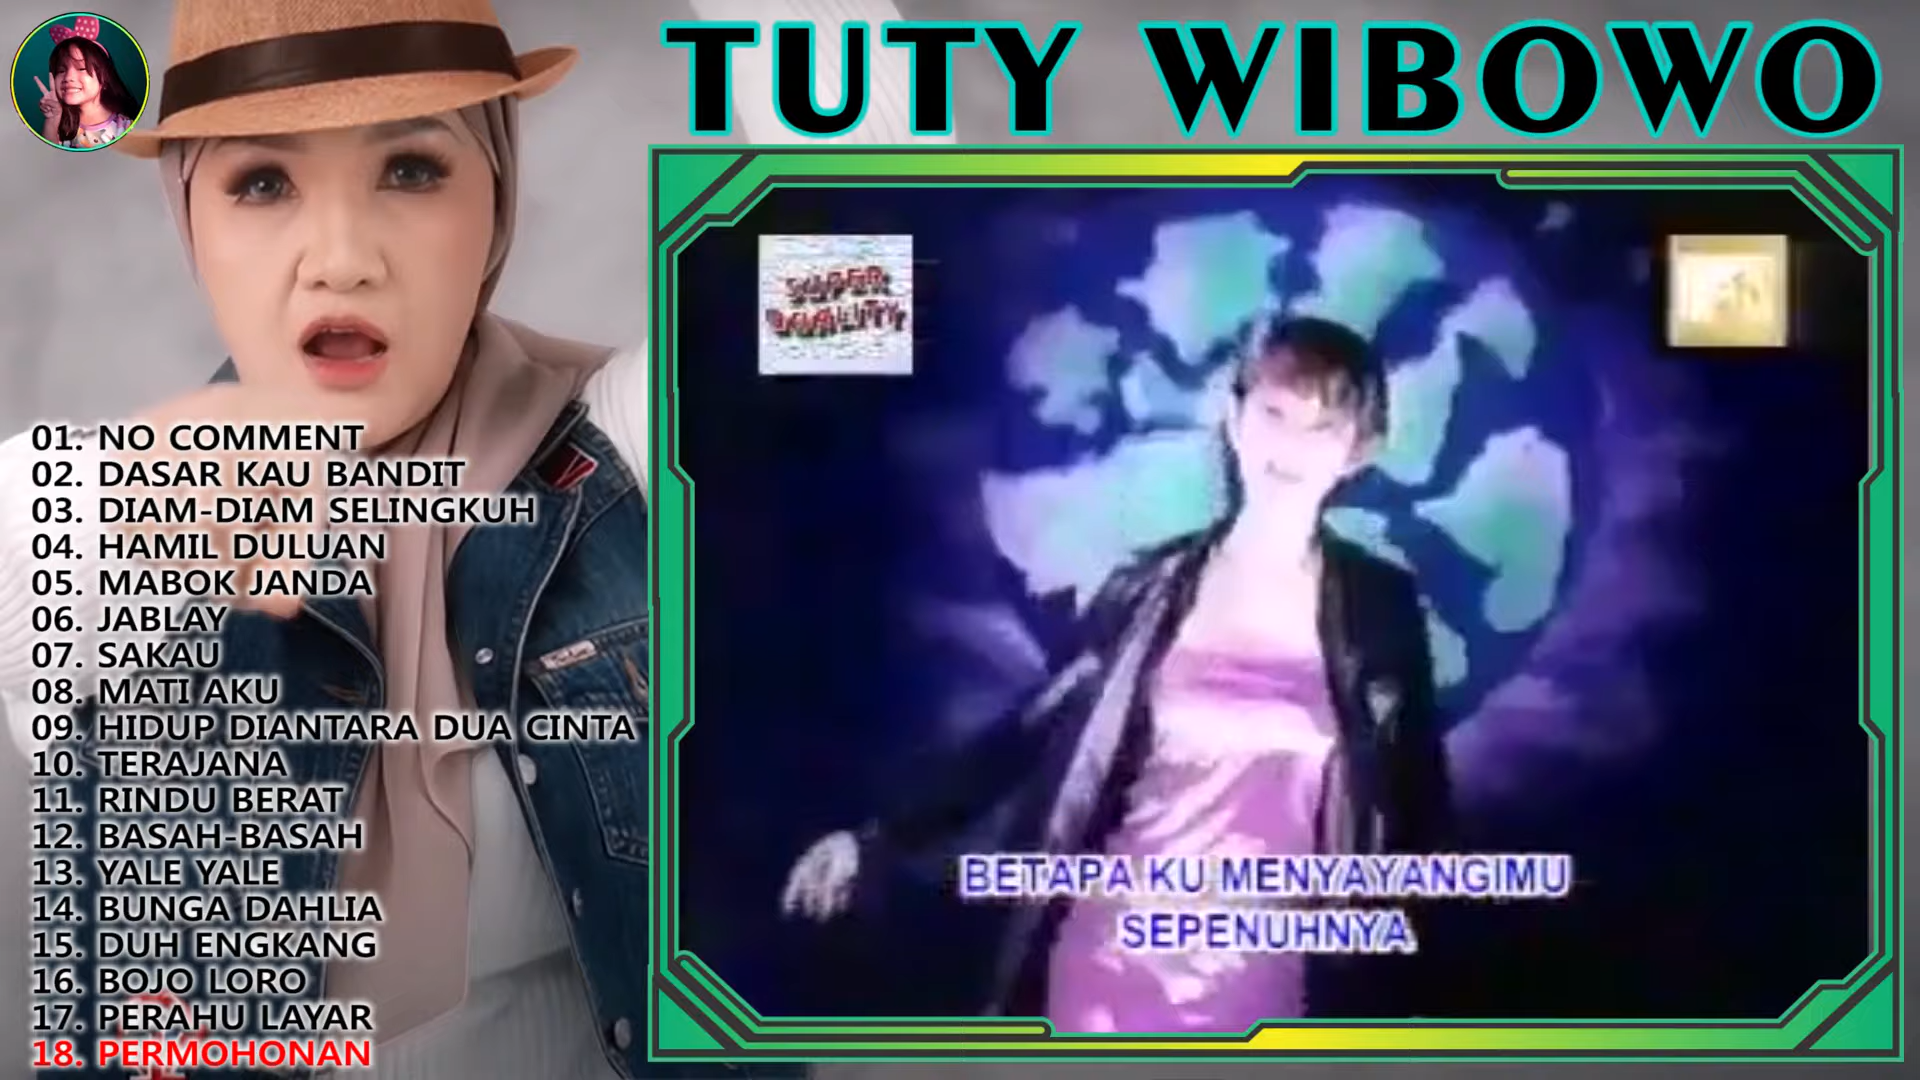 TUTY WIBOWO
SUPER
QUALITY
01. NO COMMENT
02. DASAR KAU BANDIT
03. DIAM-DIAM SELINGKUH
04. HAMIL DULUAN
05. MABOK JANDA
06. JABLAY
07. SAKAU
08. MATI AKU
09. HIDUP DIANTARA DUA CINTA
10. TERAJANA
11. RINDU BERAT
12. BASAH-BASAH
13. YALE YALE
14. BUNGA DAHLIA
15. DUH ENGKANG
16. BOJO LORO
17. PERAHU LAYAR
18. PERMOHONAN
BETAPA KU MENYAYANGIMU
SEPENUHNYA